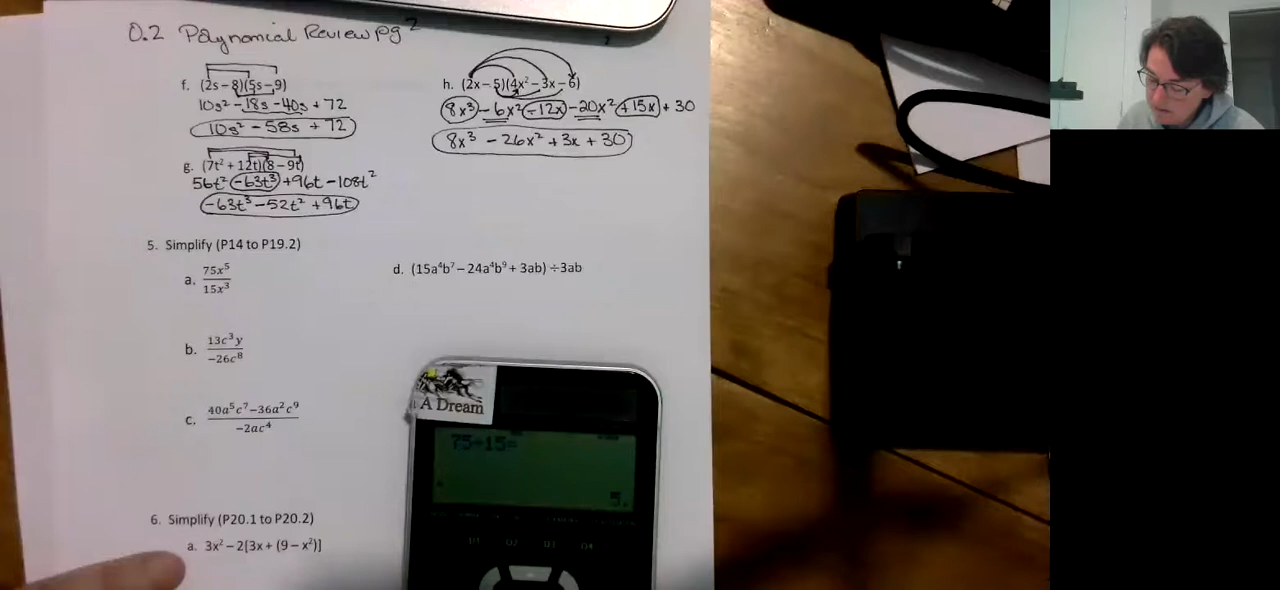 0.2 Polynomial Review pg 2
f. (2s – 8)(5s – 9)
10s² - 18s - 40s + 72
10s² - 58s + 72
g. (7t² + 12t)(8 – 9t)
56t² - 63t³ + 96t - 108t²
-63t³ - 52t² + 96t
h. (2x – 5)(4x² – 3x – 6)
8x³ - 6x² - 12x - 20x² + 15x + 30
8x³ - 26x² + 3x + 30
5. Simplify (P14 to P19.2)
a. 75x⁵
15x³
b. 13c³y
-26c⁸
c. 40a⁵c⁷-36a²c⁹
-2ac⁴
d. (15a⁴b⁷ – 24a⁴b⁹ + 3ab) ÷3ab
6. Simplify (P20.1 to P20.2)
a. 3x² – 2[3x + (9 – x²)]
A Dream
75÷15=
5.